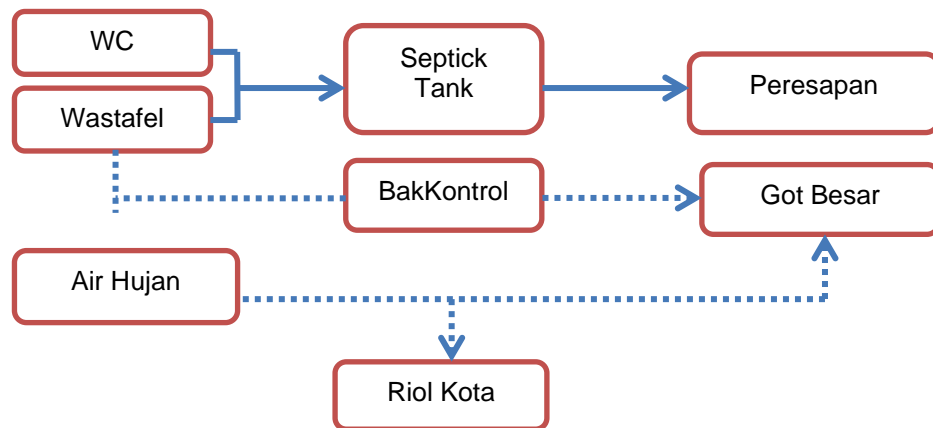 WC
Septick
Tank
Peresapan
Wastafel
BakKontrol
Got Besar
Air Hujan
Riol Kota